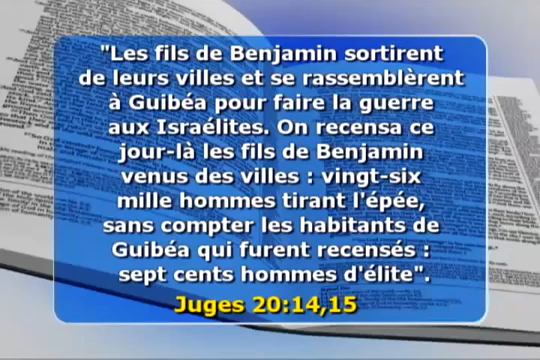 "Les fils de Benjamin sortirent
de leurs villes et se rassemblèrent
à Guibéa pour faire la guerre
aux Israélites. On recensa ce
jour-là les fils de Benjamin
venus des villes : vingt-six
mille hommes tirant l'épée,
sans compter les habitants de
Guibéa qui furent recensés :
sept cents hommes d'élite".
Juges 20:14,15